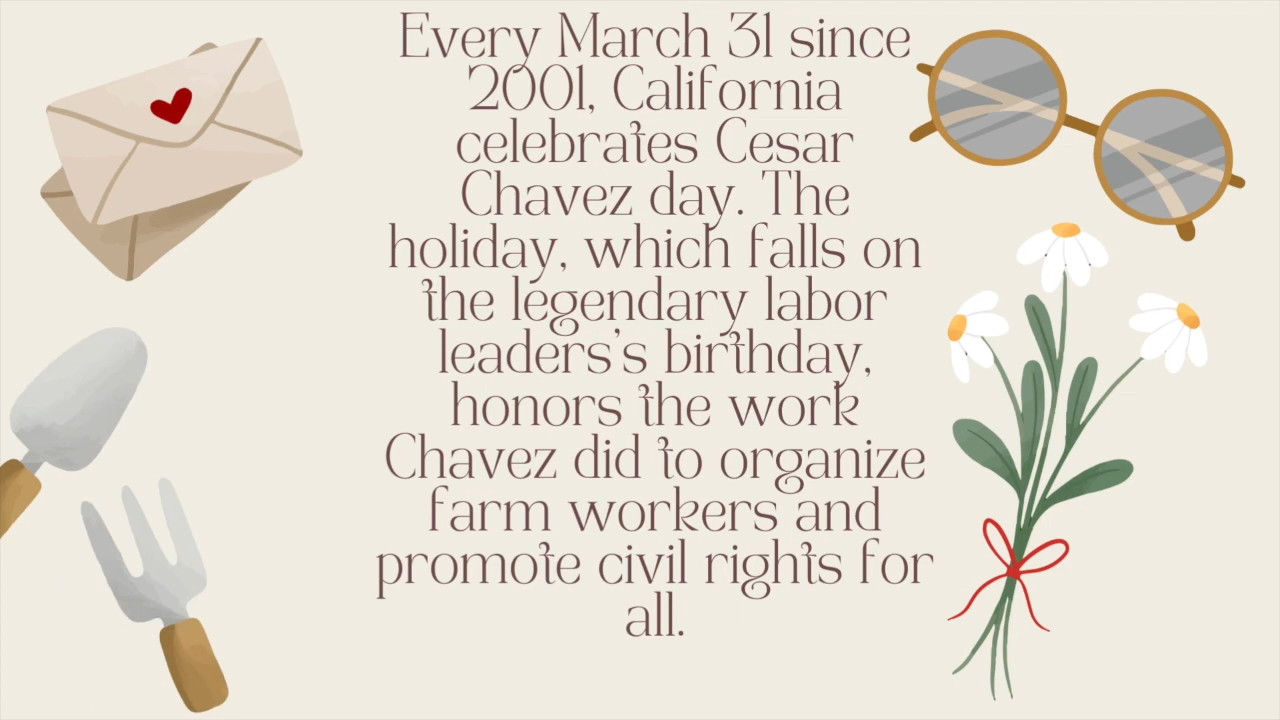 Every March 31 since
2001, California
celebrates Cesar
Chavez day. The
holiday, which falls on
the legendary labor
leaders's birthday,
honors the work
Chavez did to organize
farm workers and
promote civil rights for
all.